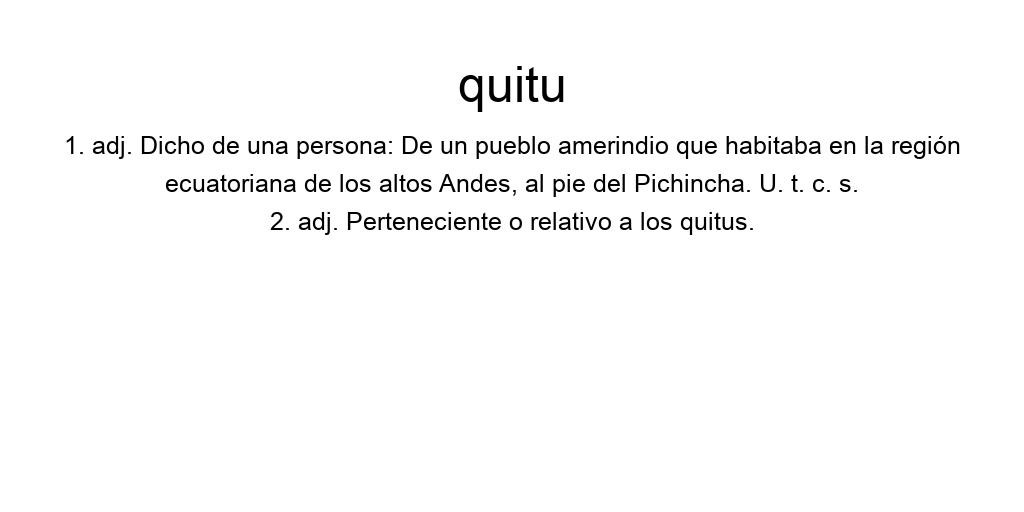 quitu
1. adj. Dicho de una persona: De un pueblo amerindio que habitaba en la región
ecuatoriana de los altos Andes, al pie del Pichincha. U. t. c. s.
2. adj. Perteneciente o relativo a los quitus.